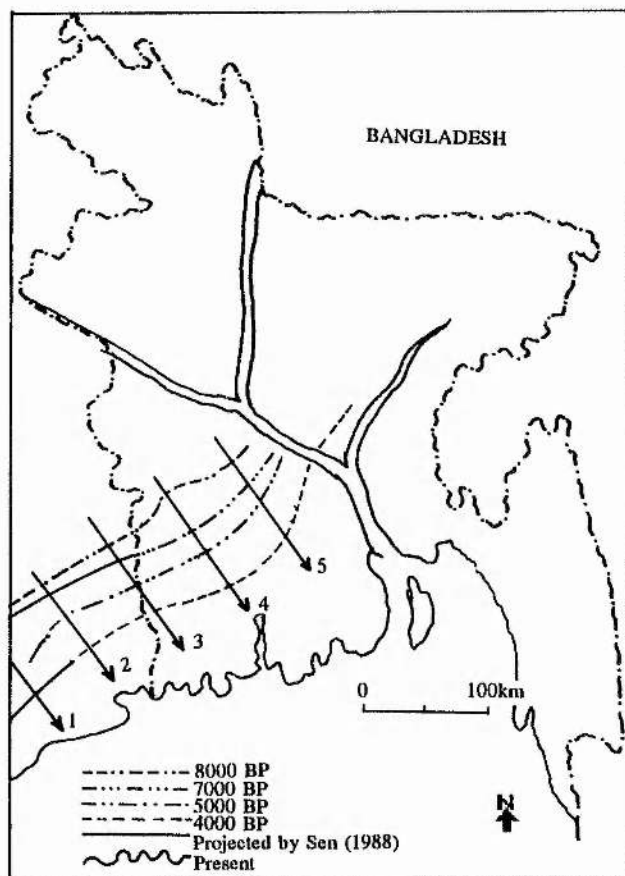 BANGLADESH
5
4
3
2
1
0 100km
8000 BP
7000 BP
5000 BP
4000 BP
Projected by Sen (1988)
Present
N